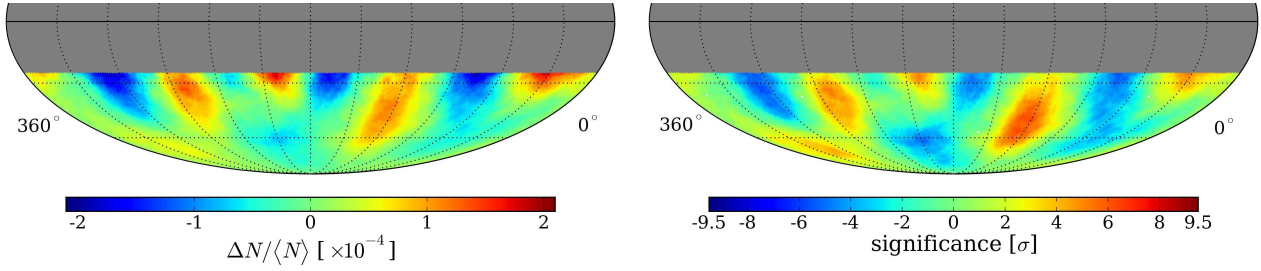 360° 0°
360° 0°
-2 -1 0 1 2
ΔN/⟨N⟩ [ ×10⁻⁴ ]
-9.5 -8 -6 -4 -2 0 2 4 6 8 9.5
significance [σ]